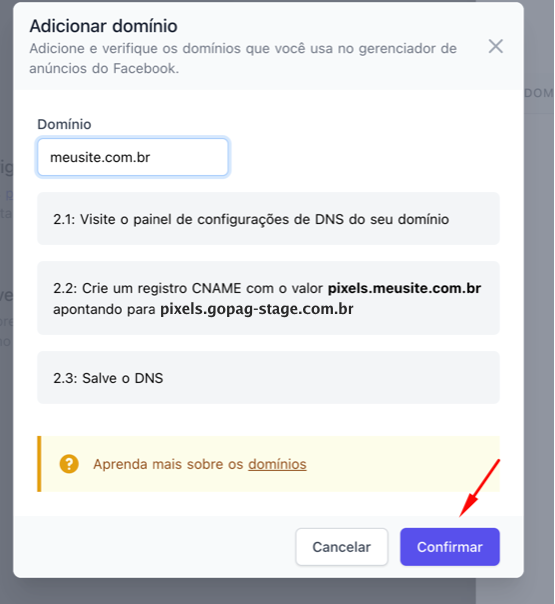 Adicionar domínio
Adicione e verifique os domínios que você usa no gerenciador de
anúncios do Facebook.
DOM
Domínio
meusite.com.br
2.1: Visite o painel de configurações de DNS do seu domínio
2.2: Crie um registro CNAME com o valor pixels.meusite.com.br
apontando para pixels.gopag-stage.com.br
2.3: Salve o DNS
Aprenda mais sobre os domínios
Cancelar
Confirmar